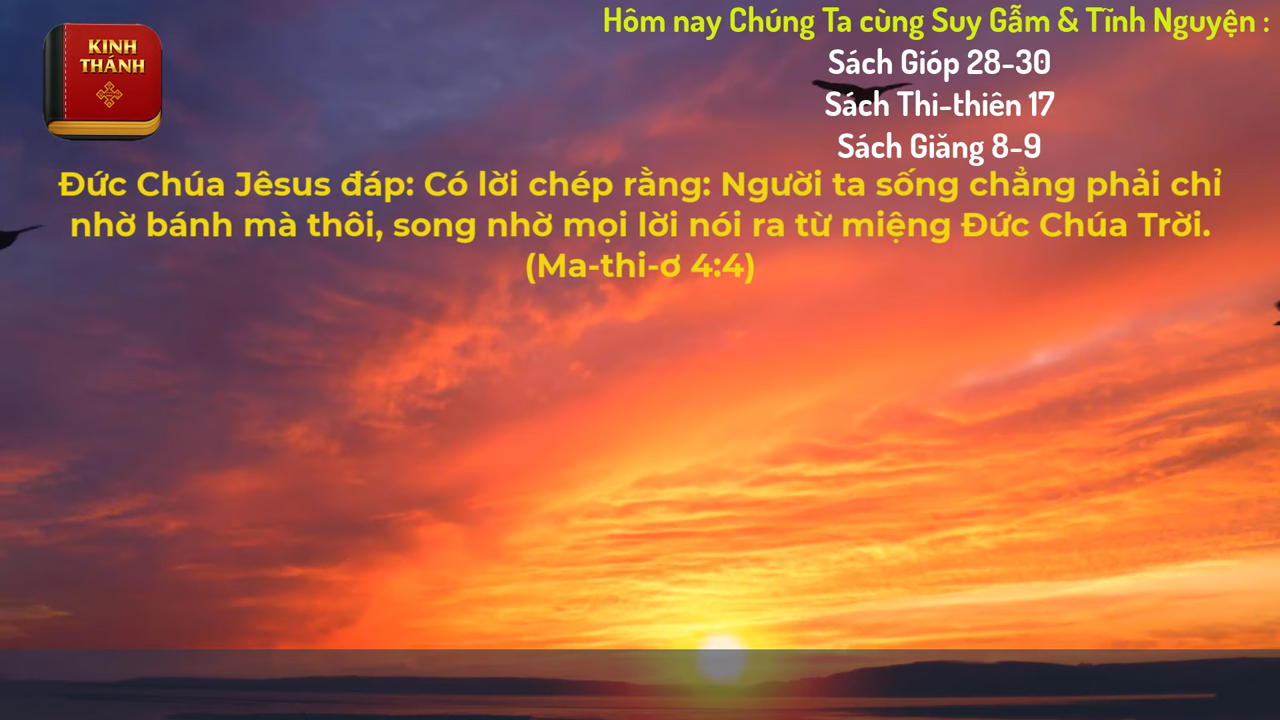 KINH
THÁNH
Hôm nay Chúng Ta cùng Suy Gẫm & Tĩnh Nguyện :
Sách Gióp 28-30
Sách Thi-thiên 17
Sách Giăng 8-9
Đức Chúa Jêsus đáp: Có lời chép rằng: Người ta sống chẳng phải chỉ
nhờ bánh mà thôi, song nhờ mọi lời nói ra từ miệng Đức Chúa Trời.
(Ma-thi-ơ 4:4)